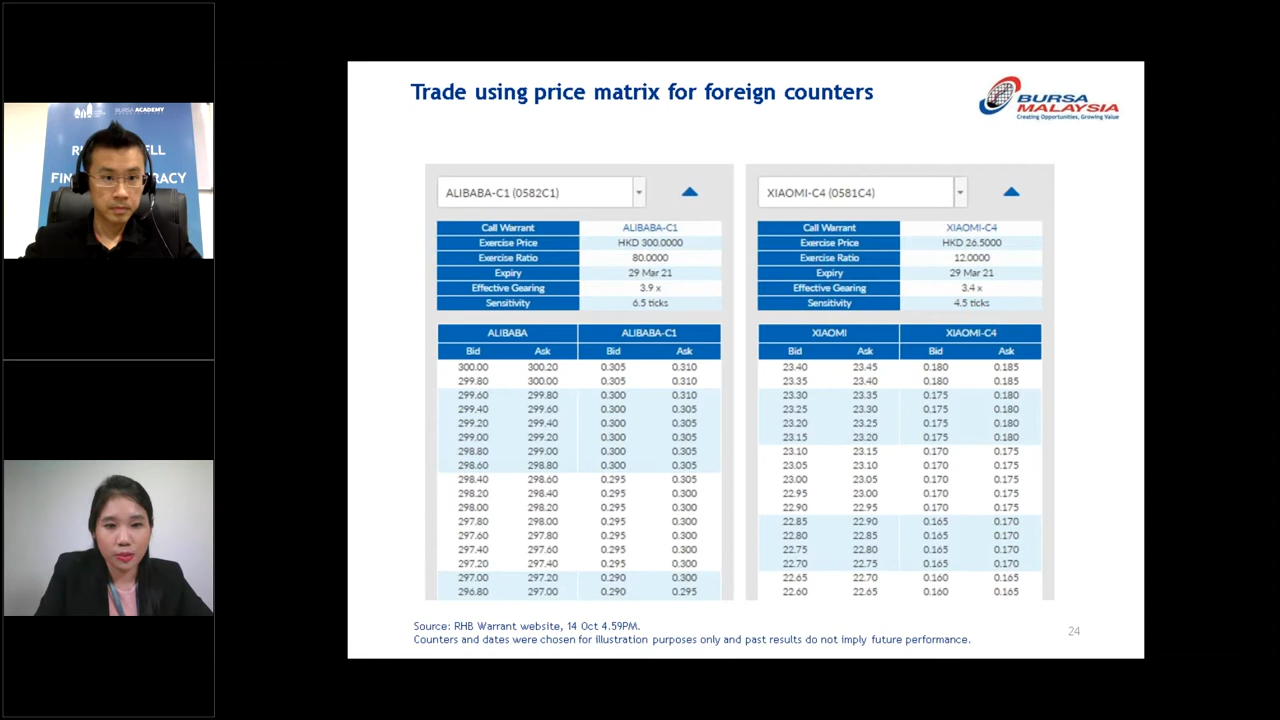 BURSA ACADEMY
R
ELL
FIN
RACY
Trade using price matrix for foreign counters
BURSA
MALAYSIA
Creating Opportunities, Growing Value
ALIBABA-C1 (0582C1)
Call Warrant ALIBABA-C1
Exercise Price HKD 300.0000
Exercise Ratio 80.0000
Expiry 29 Mar 21
Effective Gearing 3.9 x
Sensitivity 6.5 ticks
ALIBABA ALIBABA-C1
Bid Ask Bid Ask
300.00 300.20 0.305 0.310
299.80 300.00 0.305 0.310
299.60 299.80 0.300 0.310
299.40 299.60 0.300 0.305
299.20 299.40 0.300 0.305
299.00 299.20 0.300 0.305
298.80 299.00 0.300 0.305
298.60 298.80 0.300 0.305
298.40 298.60 0.295 0.305
298.20 298.40 0.295 0.300
298.00 298.20 0.295 0.300
297.80 298.00 0.295 0.300
297.60 297.80 0.295 0.300
297.40 297.60 0.295 0.300
297.20 297.40 0.295 0.300
297.00 297.20 0.290 0.300
296.80 297.00 0.290 0.295
XIAOMI-C4 (0581C4)
Call Warrant XIAOMI-C4
Exercise Price HKD 26.5000
Exercise Ratio 12.0000
Expiry 29 Mar 21
Effective Gearing 3.4 x
Sensitivity 4.5 ticks
XIAOMI XIAOMI-C4
Bid Ask Bid Ask
23.40 23.45 0.180 0.185
23.35 23.40 0.180 0.185
23.30 23.35 0.175 0.180
23.25 23.30 0.175 0.180
23.20 23.25 0.175 0.180
23.15 23.20 0.175 0.180
23.10 23.15 0.170 0.175
23.05 23.10 0.170 0.175
23.00 23.05 0.170 0.175
22.95 23.00 0.170 0.175
22.90 22.95 0.170 0.175
22.85 22.90 0.165 0.170
22.80 22.85 0.165 0.170
22.75 22.80 0.165 0.170
22.70 22.75 0.165 0.170
22.65 22.70 0.160 0.165
22.60 22.65 0.160 0.165
Source: RHB Warrant website, 14 Oct 4.59PM.
Counters and dates were chosen for illustration purposes only and past results do not imply future performance.
24